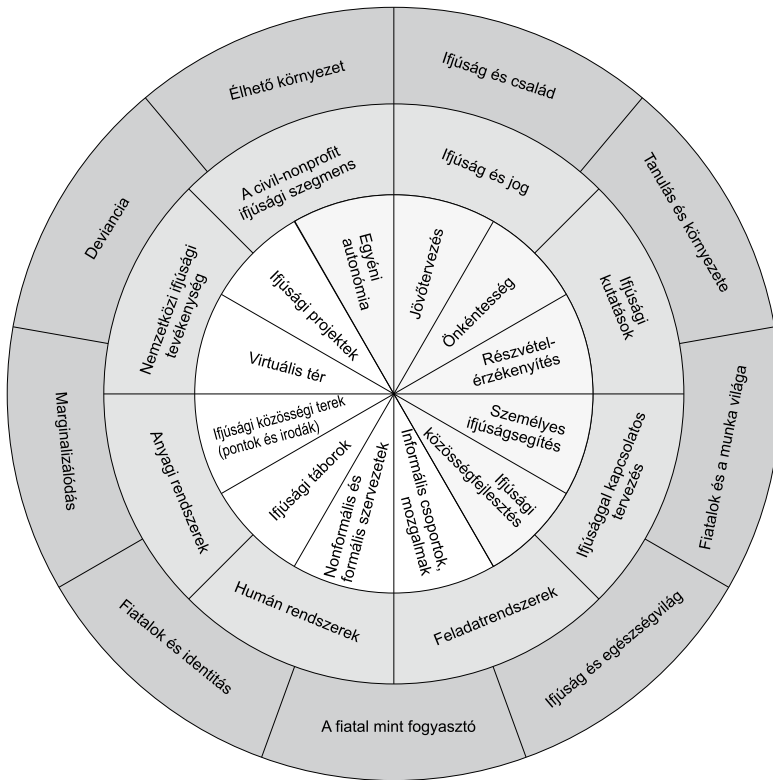 Élhető környezet
Ifjúság és család
Tanulás és környezete
Fiatalok és a munka világa
Ifjúság és egészségvilág
A fiatal mint fogyasztó
Fiatalok és identitás
Marginalizálódás
Deviancia
A civil-nonprofit
ifjúsági szegmens
Ifjúság és jog
Ifjúsági
kutatások
Ifjúsággal kapcsolatos
tervezés
Feladatrendszerek
Humán rendszerek
Anyagi rendszerek
Nemzetközi ifjúsági
tevékenység
Egyéni
autonómia
Jövőtervezés
Önkéntesség
Részvétel-
érzékenyítés
Személyes
ifjúságsegítés
Ifjúsági
közösségfejlesztés
Informális csoportok,
mozgalmak
Nonformális és
formális szervezetek
Ifjúsági táborok
Ifjúsági közösségi terek
(pontok és irodák)
Virtuális tér
Ifjúsági projektek